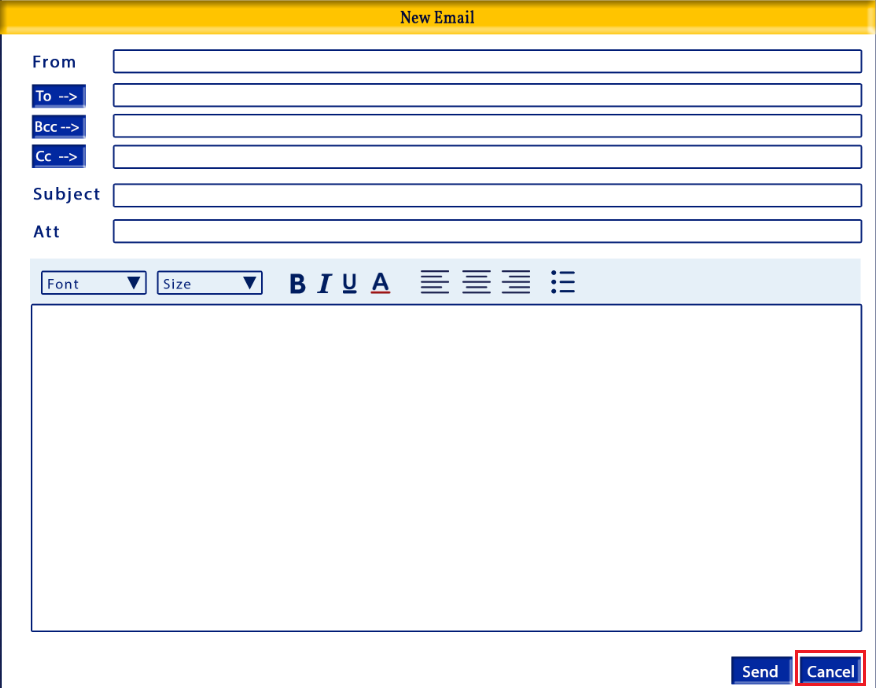 New Email
From
To -->
Bcc -->
Cc -->
Subject
Att
Font Size B I U A
Send Cancel